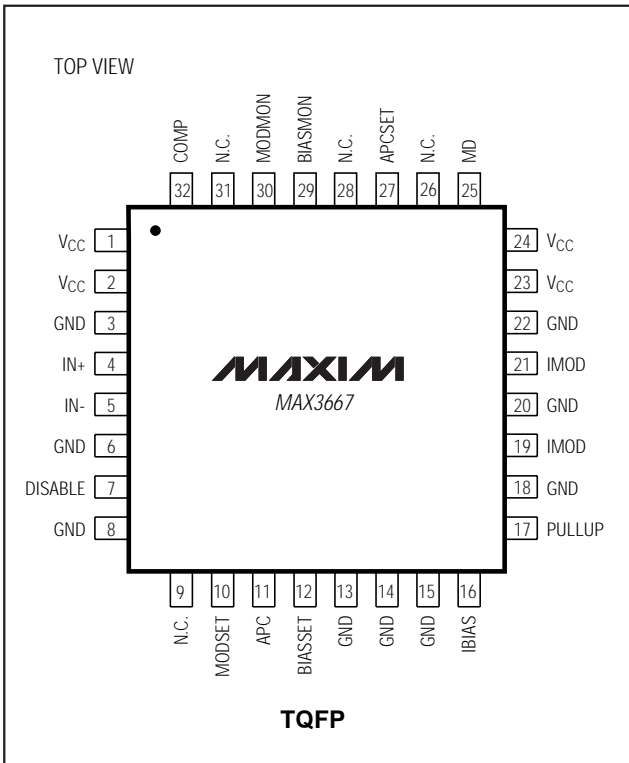 TOP VIEW
COMP N.C. MODMON BIASMON N.C. APCSET N.C. MD
32 31 30 29 28 27 26 25
VCC 1 24 VCC
VCC 2 23 VCC
GND 3 22 GND
IN+ 4 21 IMOD
IN- 5 20 GND
GND 6 19 IMOD
DISABLE 7 18 GND
GND 8 17 PULLUP
MAXIM
MAX3667
9 10 11 12 13 14 15 16
N.C. MODSET APC BIASSET GND GND GND IBIAS
TQFP